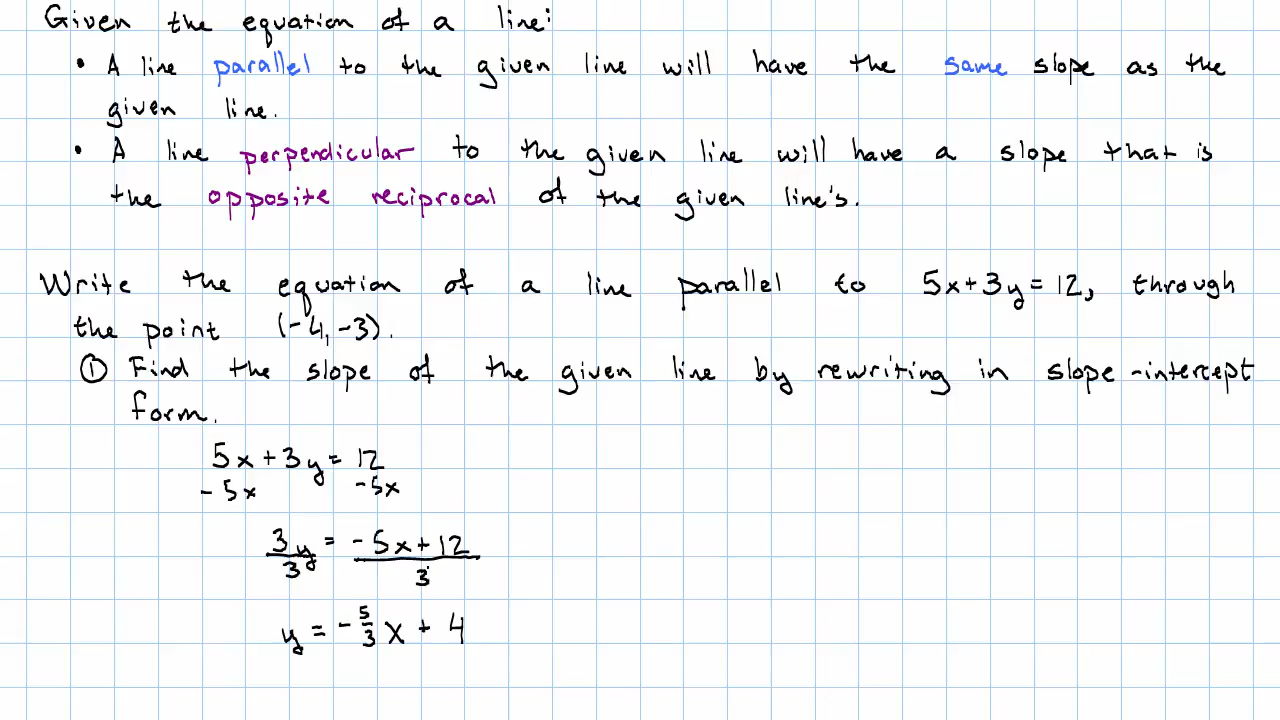 Given the equation of a line:
• A line parallel to the given line will have the same slope as the
given line.
• A line perpendicular to the given line will have a slope that is
the opposite reciprocal of the given line's.
Write the equation of a line parallel to 5x+3y=12, through
the point (-4,-3).
① Find the slope of the given line by rewriting in slope-intercept
form.
5x+3y=12
-5x -5x
3y = -5x+12
3 3
y = -5/3 x + 4